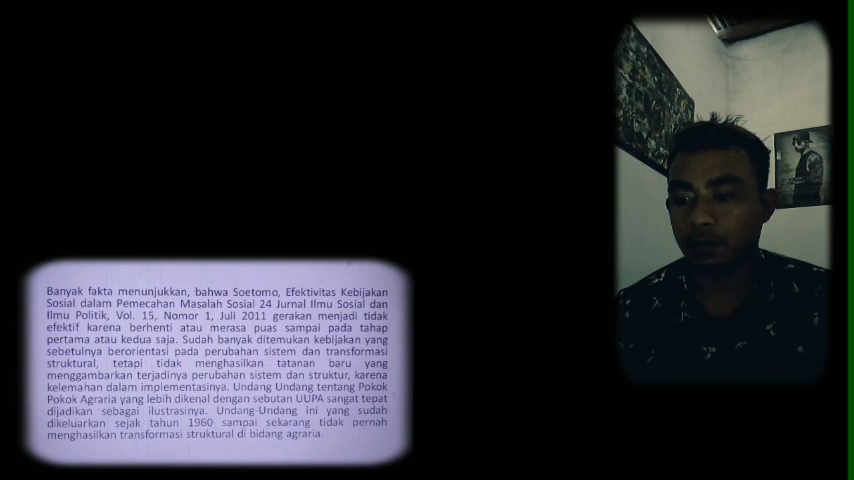 Banyak fakta menunjukkan, bahwa Soetomo, Efektivitas Kebijakan
Sosial dalam Pemecahan Masalah Sosial 24 Jurnal Ilmu Sosial dan
Ilmu Politik, Vol. 15, Nomor 1, Juli 2011 gerakan menjadi tidak
efektif karena berhenti atau merasa puas sampai pada tahap
pertama atau kedua saja. Sudah banyak ditemukan kebijakan yang
sebetulnya berorientasi pada perubahan sistem dan transformasi
struktural, tetapi tidak menghasilkan tatanan baru yang
menggambarkan terjadinya perubahan sistem dan struktur, karena
kelemahan dalam implementasinya. Undang Undang tentang Pokok
Pokok Agraria yang lebih dikenal dengan sebutan UUPA sangat tepat
dijadikan sebagai ilustrasinya. Undang-Undang ini yang sudah
dikeluarkan sejak tahun 1960 sampai sekarang tidak pernah
menghasilkan transformasi struktural di bidang agraria.